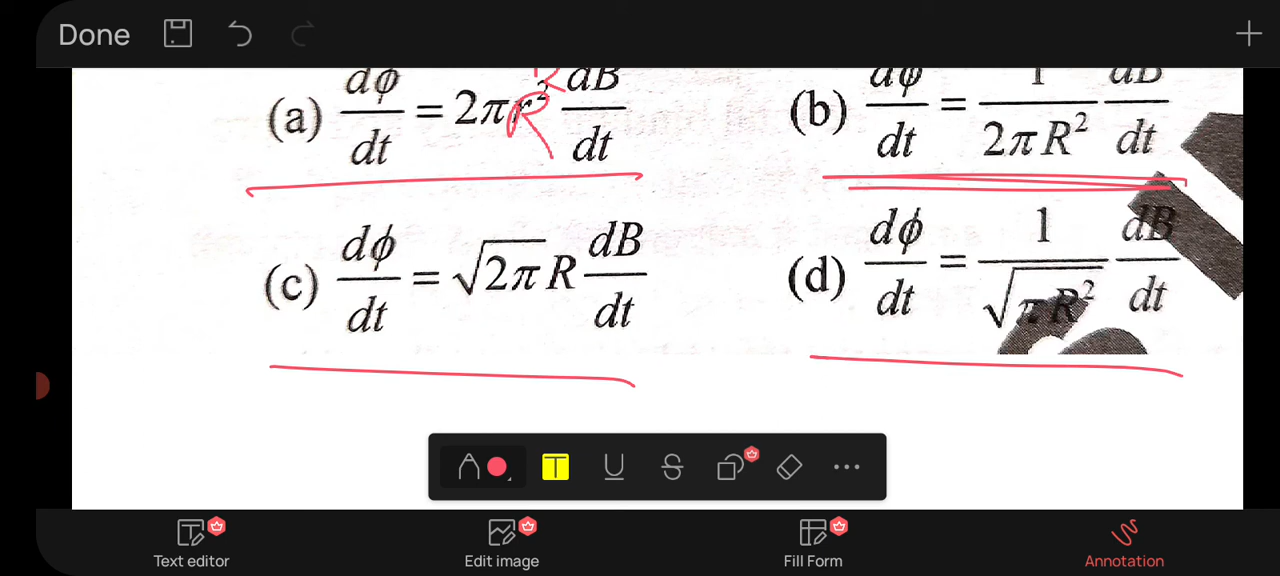 Done
(a) dφ/dt = 2πr² dB/dt
R
(b) dφ/dt = 1/2πR² dB/dt
(c) dφ/dt = √2π R dB/dt
(d) dφ/dt = 1/√πR² dB/dt
T
U
S
Text editor
Edit image
Fill Form
Annotation